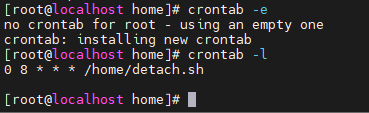 [root@localhost home]# crontab -e
no crontab for root - using an empty one
crontab: installing new crontab
[root@localhost home]# crontab -l
0 8 * * * /home/detach.sh
[root@localhost home]#